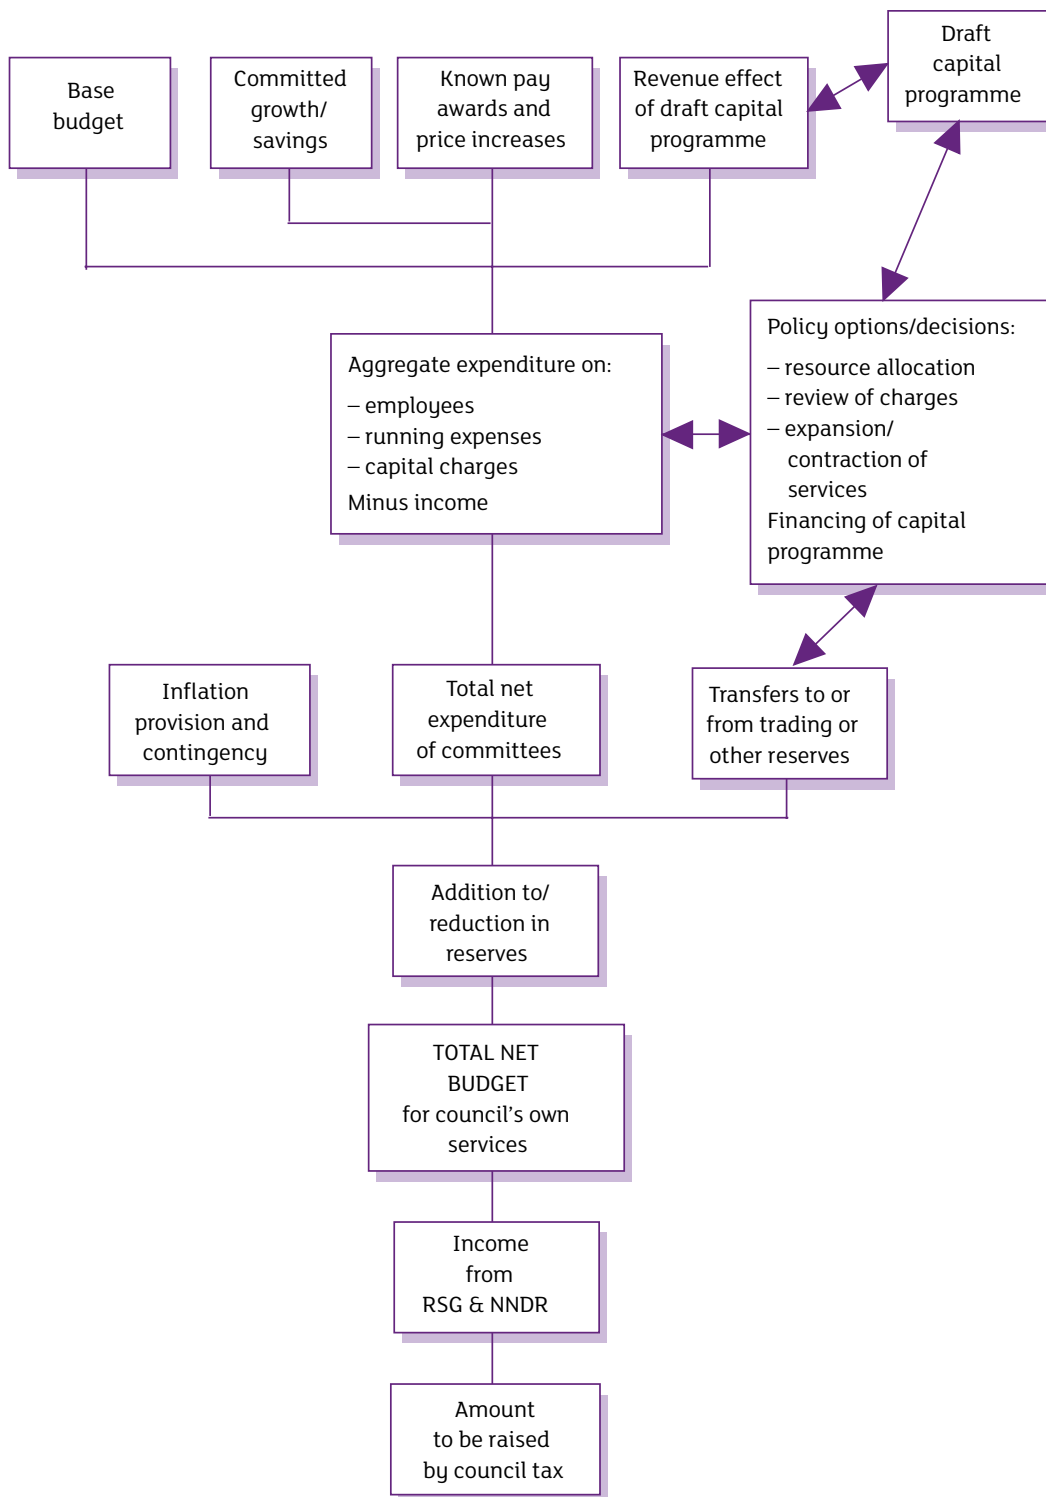 Base
budget
Committed
growth/
savings
Known pay
awards and
price increases
Revenue effect
of draft capital
programme
Draft
capital
programme
Aggregate expenditure on:
– employees
– running expenses
– capital charges
Minus income
Policy options/decisions:
– resource allocation
– review of charges
– expansion/
contraction of
services
Financing of capital
programme
Inflation
provision and
contingency
Total net
expenditure
of committees
Transfers to or
from trading or
other reserves
Addition to/
reduction in
reserves
TOTAL NET
BUDGET
for council’s own
services
Income
from
RSG & NNDR
Amount
to be raised
by council tax